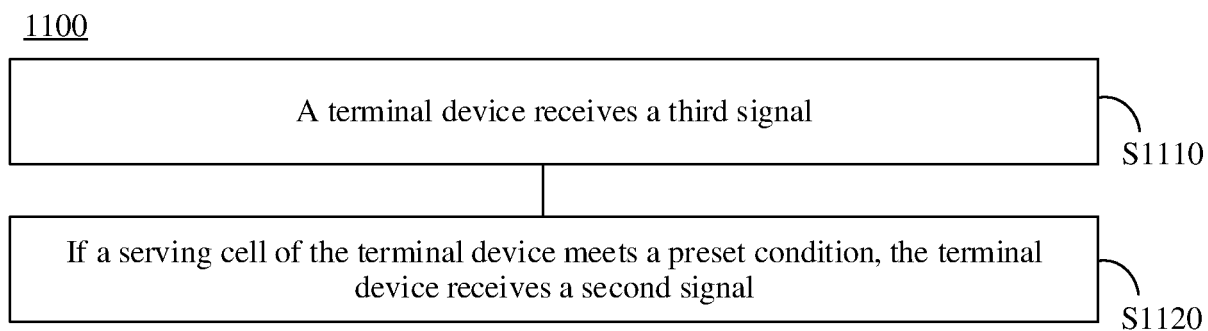 1100
A terminal device receives a third signal
S1110
If a serving cell of the terminal device meets a preset condition, the terminal
device receives a second signal
S1120